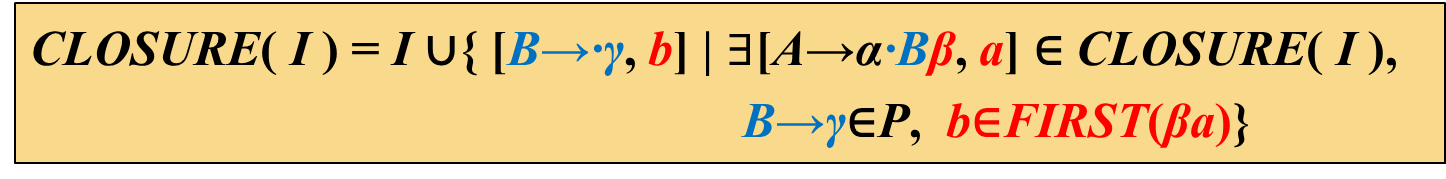 CLOSURE( I ) = I ∪{ [B→·γ, b] | ∃[A→α·Bβ, a] ∈ CLOSURE( I ),
B→γ∈P, b∈FIRST(βa)}